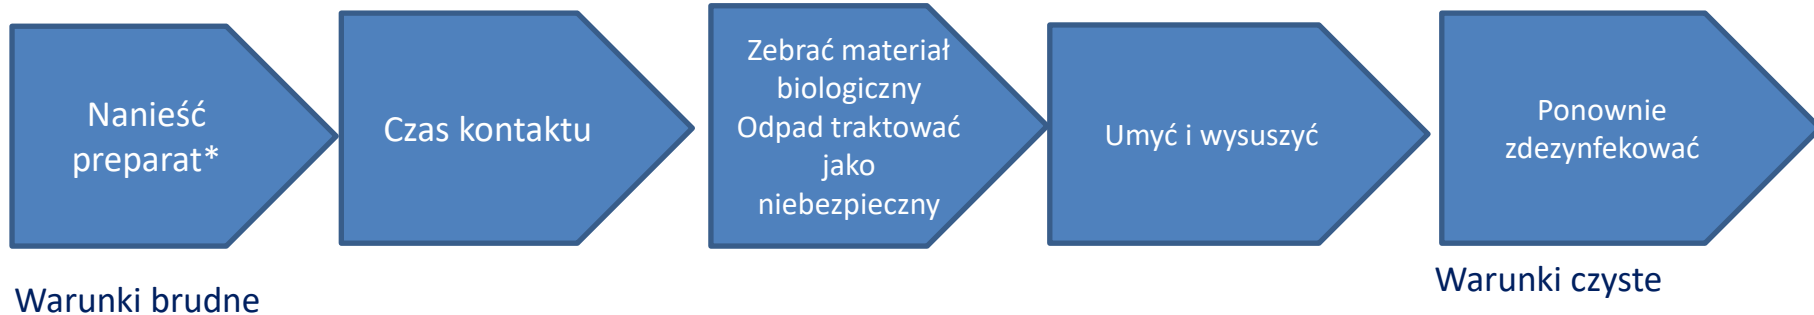 Nanieść
preparat*
Czas kontaktu
Zebrać materiał
biologiczny
Odpad traktować
jako
niebezpieczny
Umyć i wysuszyć
Ponownie
zdezynfekować
Warunki brudne
Warunki czyste